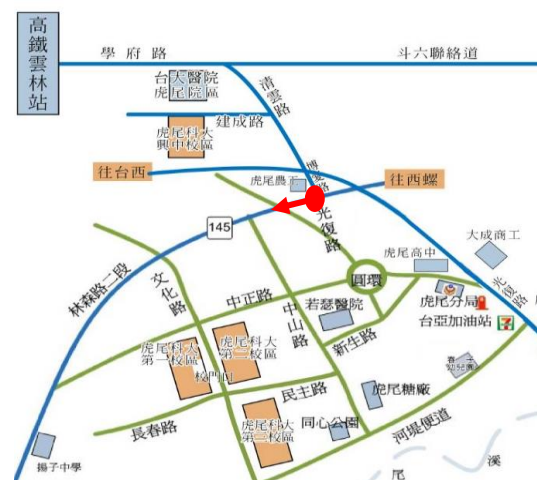 高鐵雲林站
學府路
斗六聯絡道
台大醫院
虎尾院區
清雲路
建成路
虎尾科大
興中校區
往台西
虎尾農工
博愛路
往西螺
145
光復路
大成商工
虎尾高中
圓環
林森路二段
文化路
中正路
中山路
若瑟醫院
虎尾分局
光復路
台亞加油站
7
新生路
虎尾科大
第一校區
虎尾科大
第二校區
校門口
民主路
虎尾糖廠
長春路
虎尾科大
第三校區
同心公園
河堤便道
揚子中學
尾
溪